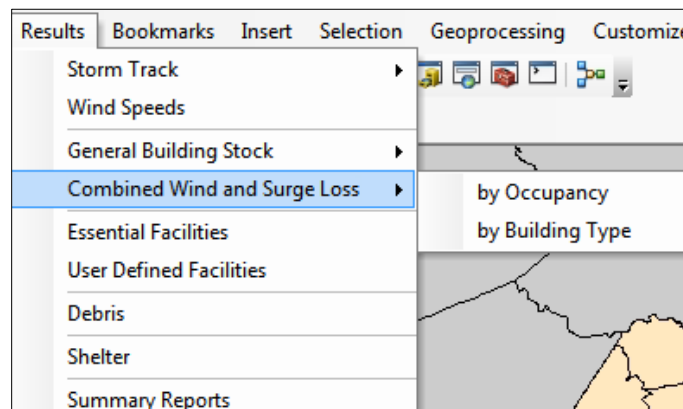 Results Bookmarks Insert Selection Geoprocessing Customize
Storm Track
Wind Speeds
General Building Stock
Combined Wind and Surge Loss
by Occupancy
by Building Type
Essential Facilities
User Defined Facilities
Debris
Shelter
Summary Reports